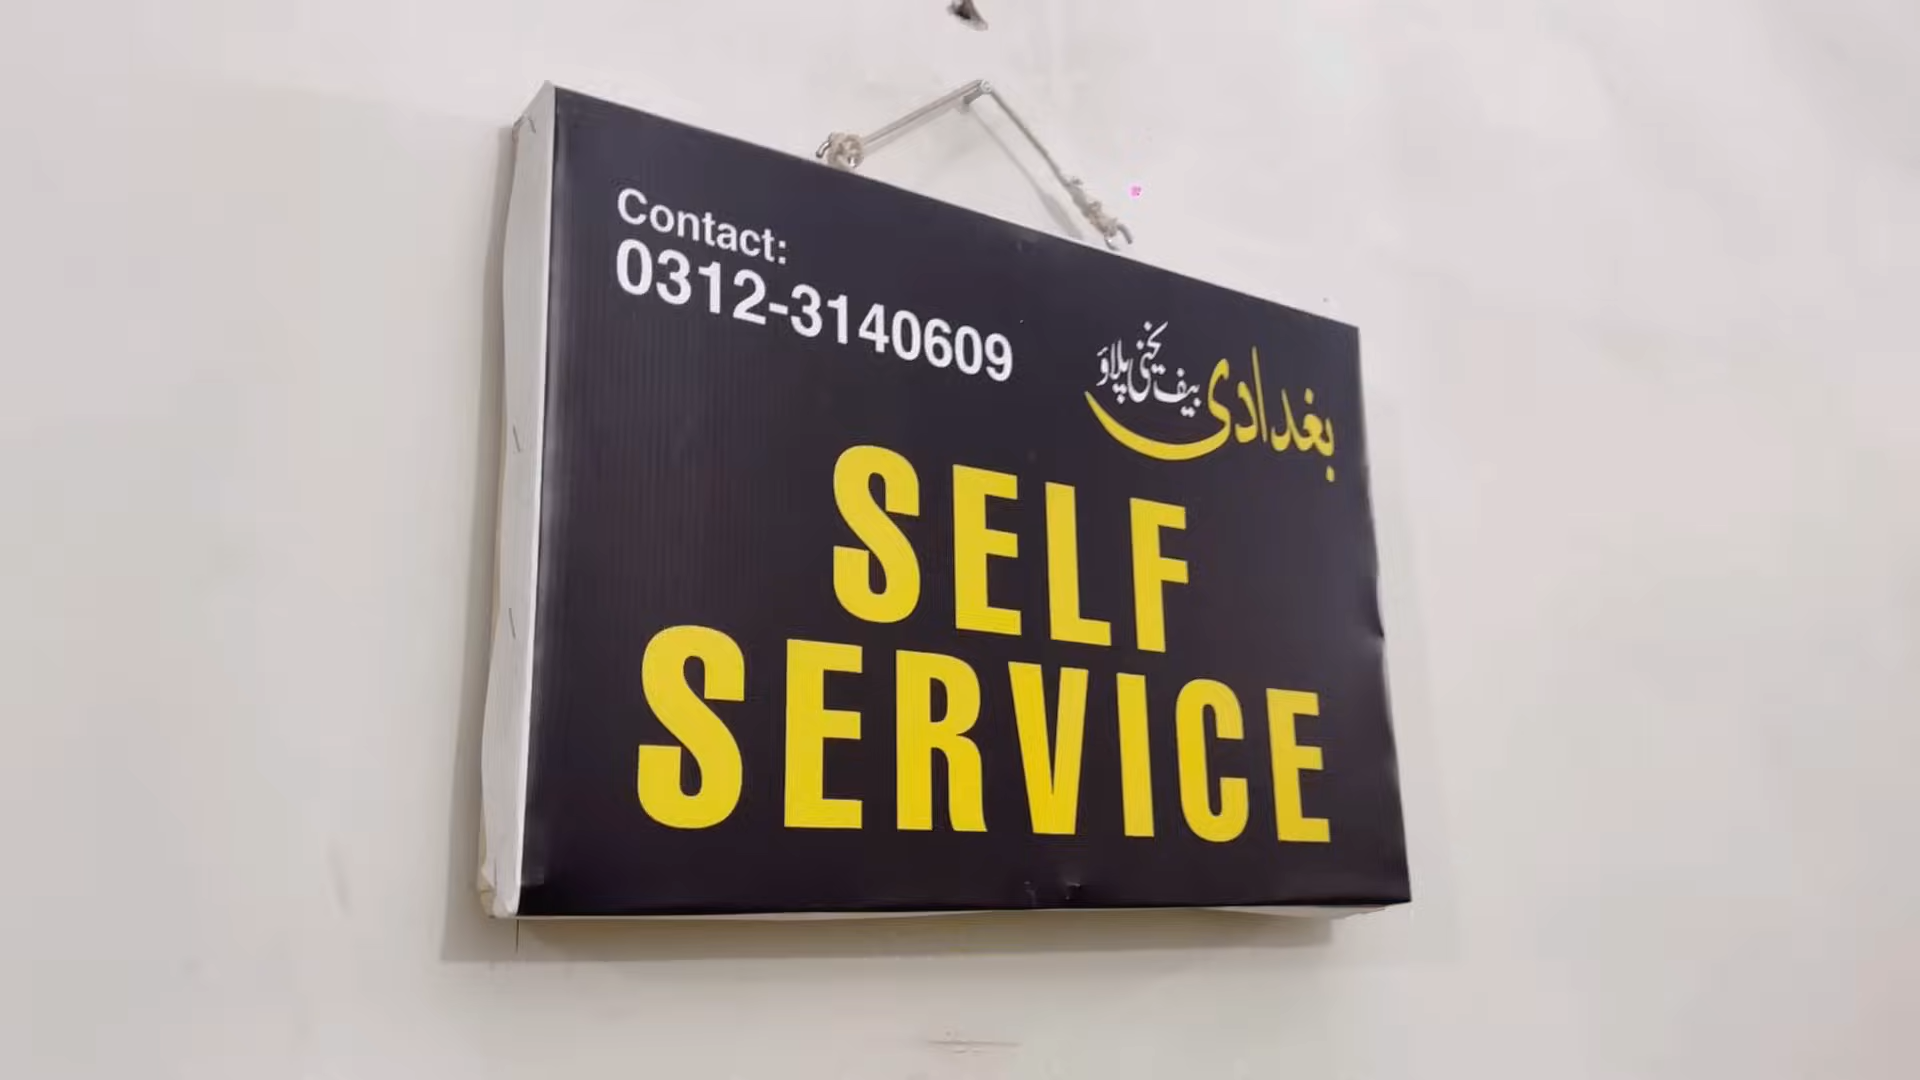 Contact:
0312-3140609
بغدادی بیف یخنی پلاؤ
SELF
SERVICE